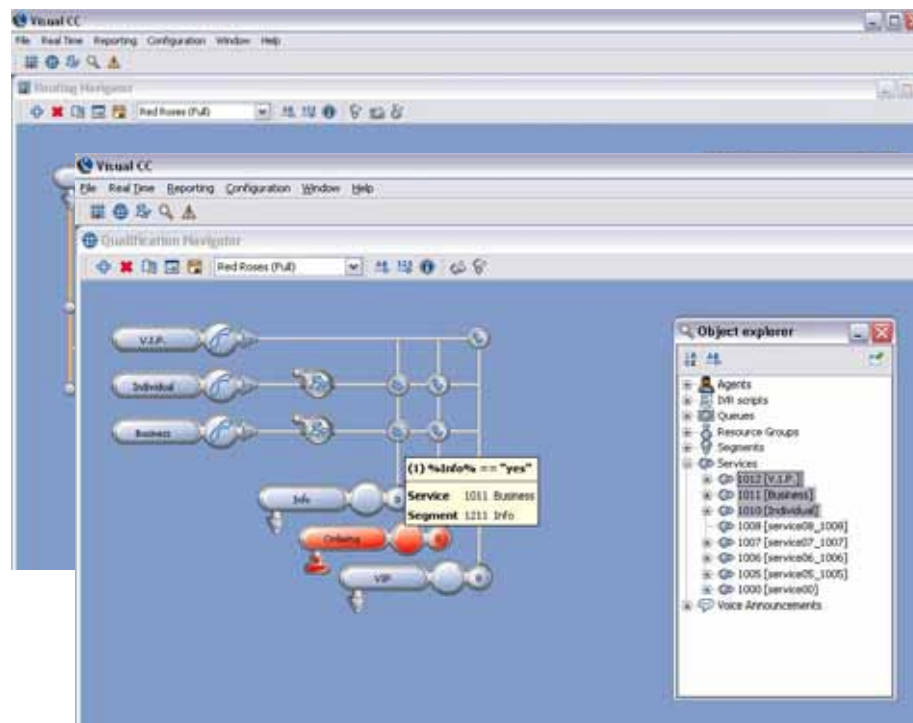 Visual CC
File Real Time Reporting Configuration Window Help
Routing Navigator
Red Roses (Full)
Visual CC
File Real Time Reporting Configuration Window Help
Qualification Navigator
Red Roses (Full)
V.I.P.
Individual
Business
(1) %Info% == "yes"
Service 1011 Business
Segment 1211 Info
Info
Ordering
VIP
Object explorer
Agents
IVR scripts
Queues
Resource Groups
Segments
Services
1012 [V.I.P.]
1011 [Business]
1010 [Individual]
1008 [service08_1008]
1007 [service07_1007]
1006 [service06_1006]
1005 [service05_1005]
1000 [service00]
Voice Announcements